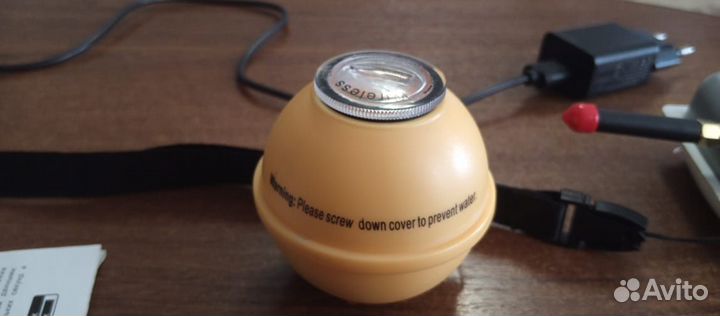 Wireless
Warning: Please screw down cover to prevent water.
Avito